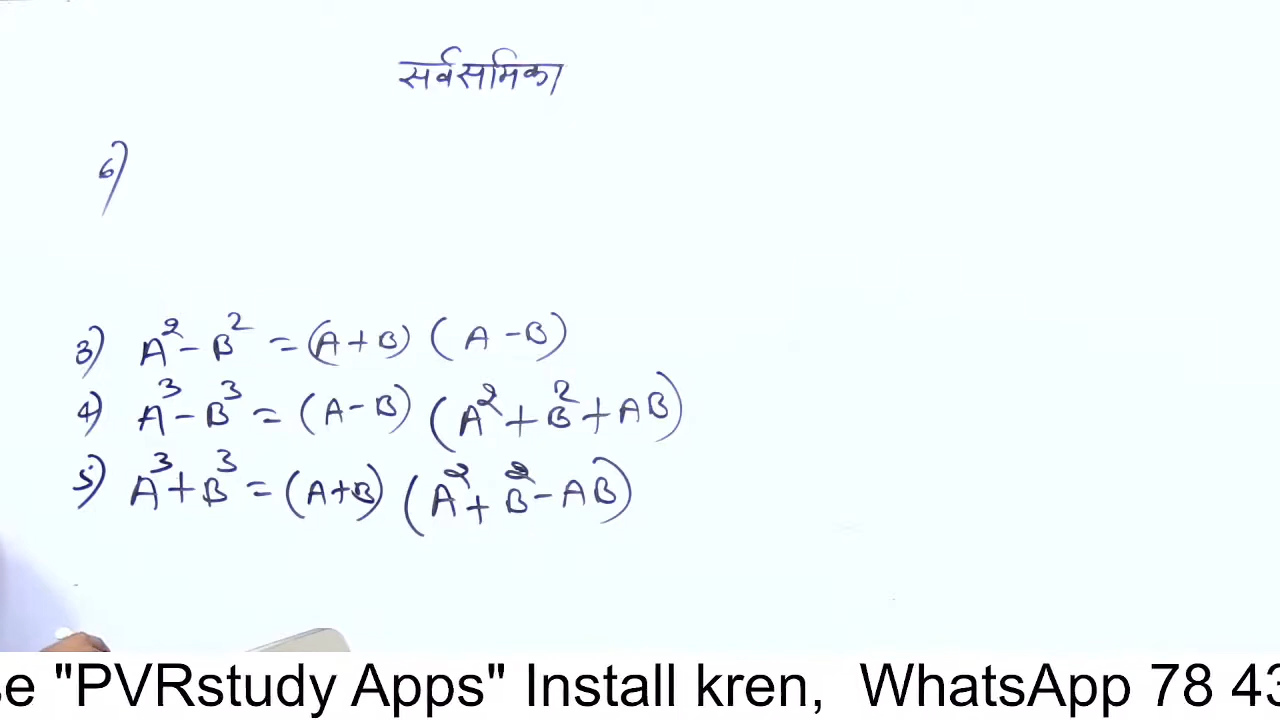 सर्वसमिका
6)
3) A² - B² = (A + B) (A - B)
4) A³ - B³ = (A - B) (A² + B² + AB)
5) A³ + B³ = (A + B) (A² + B² - AB)
se "PVRstudy Apps" Install kren, WhatsApp 78 43